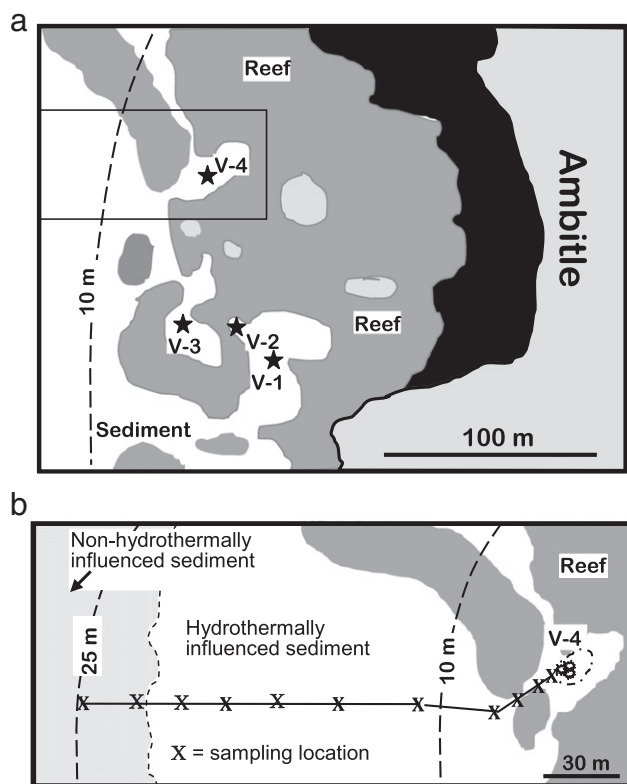 a
Reef
V-4
Ambitle
10 m
Reef
V-3
V-2
V-1
Sediment
100 m
b
Non-hydrothermally
influenced sediment
Reef
V-4
Hydrothermally
influenced sediment
25 m
10 m
X X X X X X X X X X X
X = sampling location
30 m